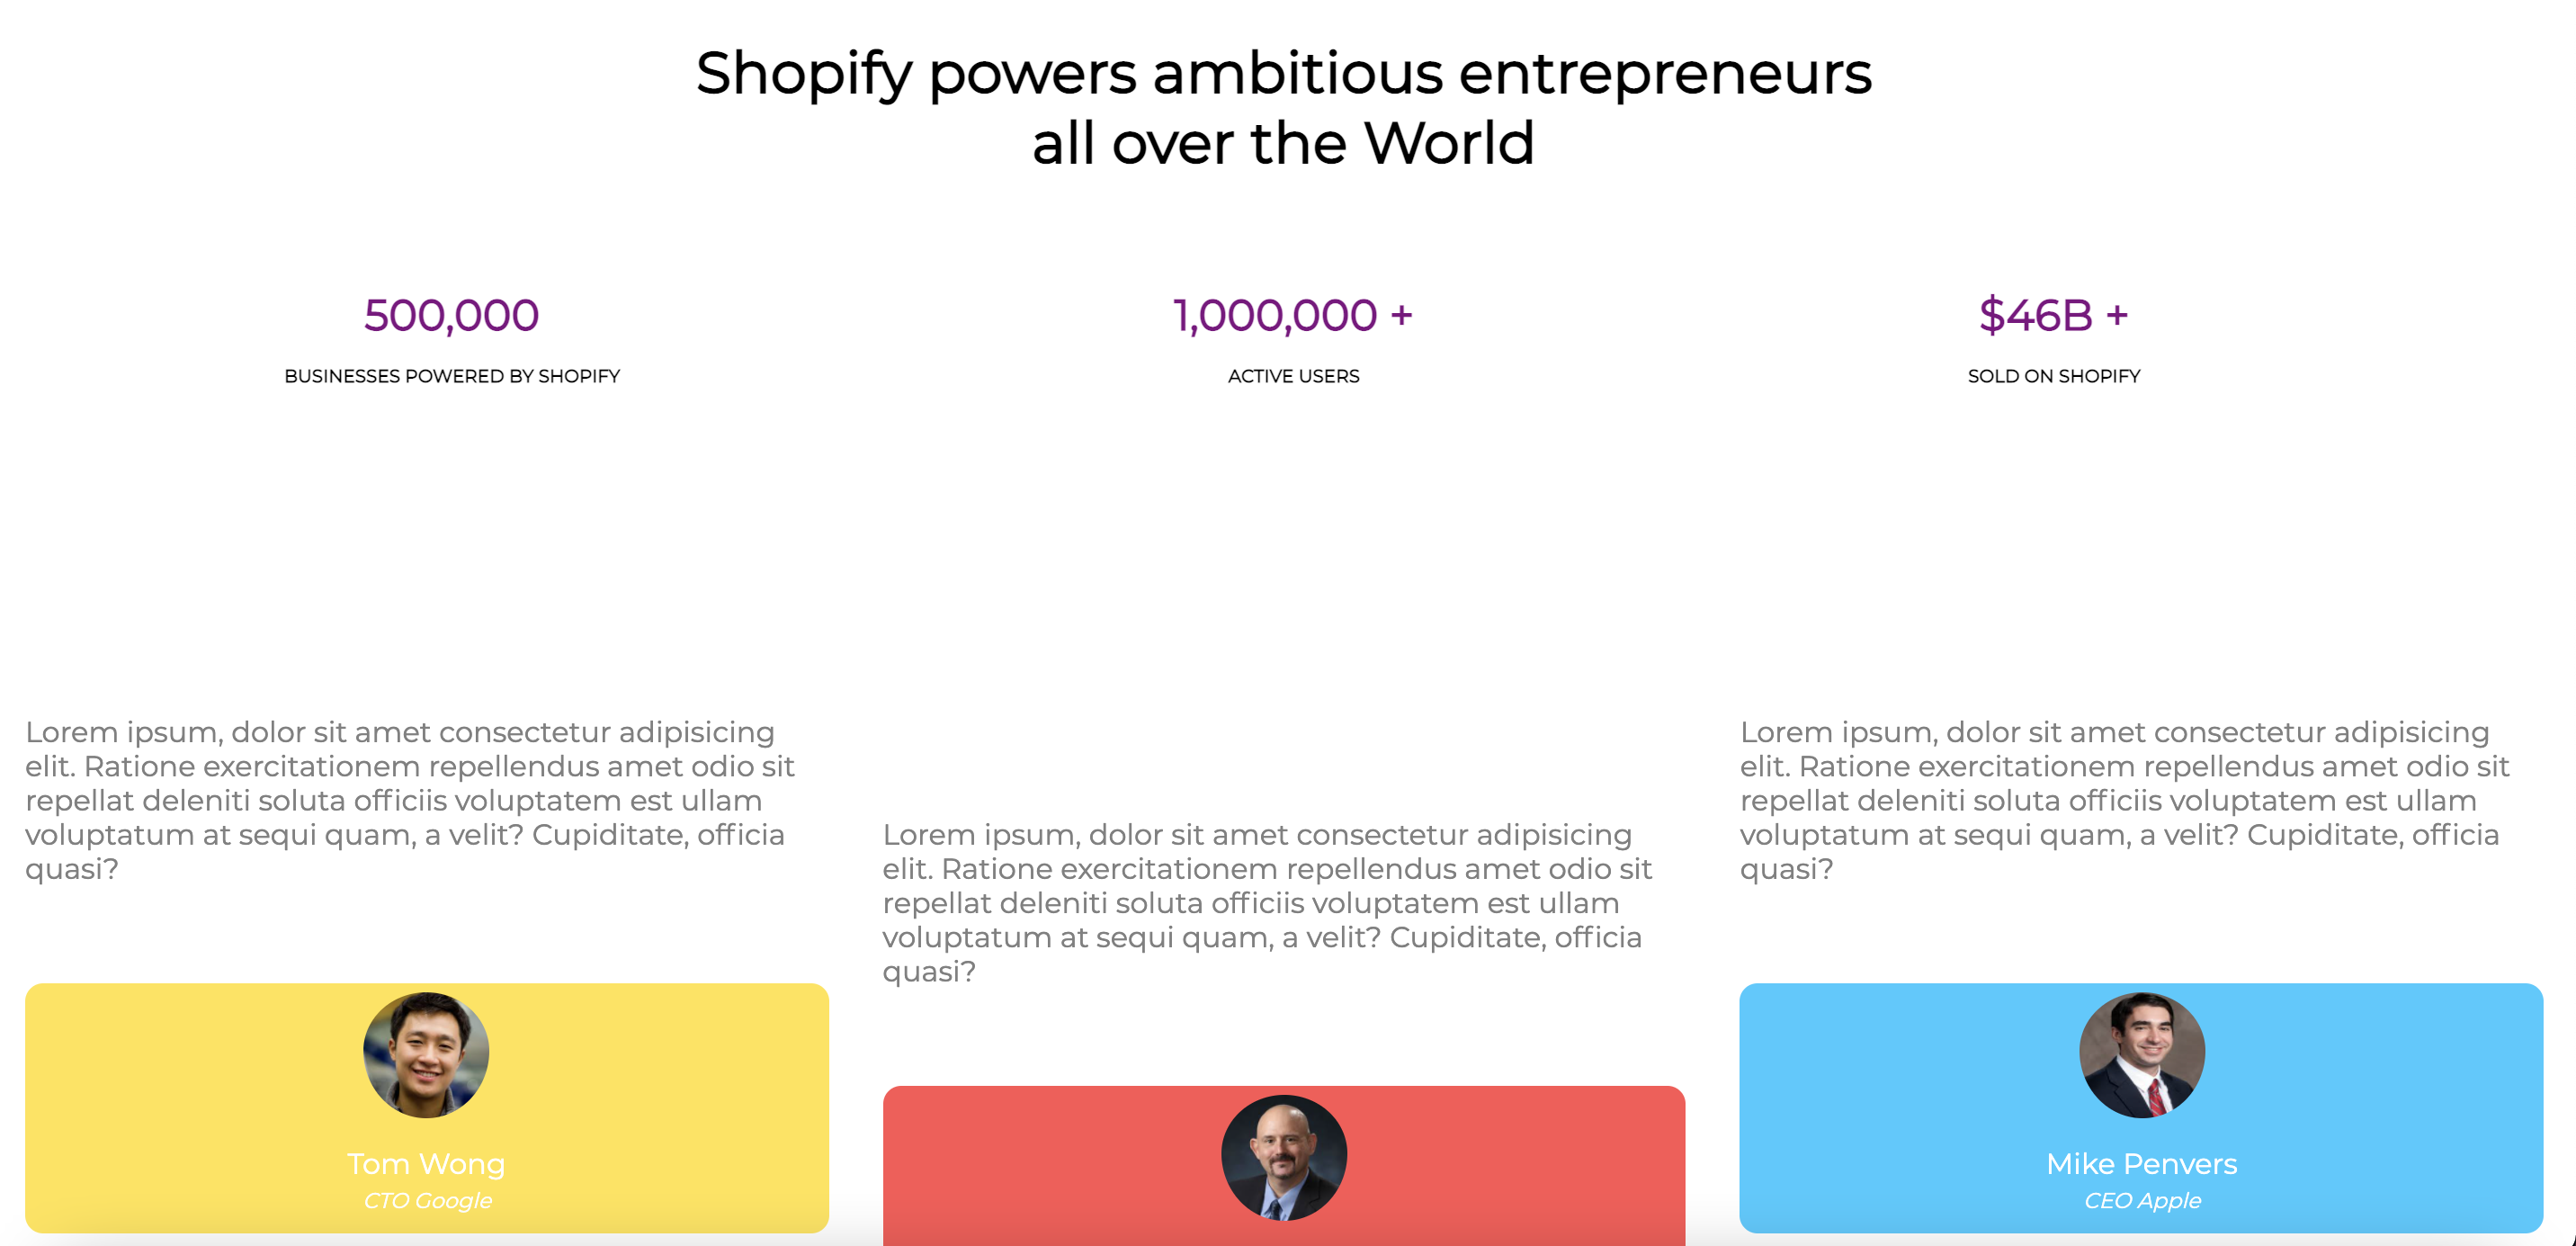 Shopify powers ambitious entrepreneurs
all over the World
500,000
BUSINESSES POWERED BY SHOPIFY
1,000,000 +
ACTIVE USERS
$46B +
SOLD ON SHOPIFY
Lorem ipsum, dolor sit amet consectetur adipisicing
elit. Ratione exercitationem repellendus amet odio sit
repellat deleniti soluta officiis voluptatem est ullam
voluptatum at sequi quam, a velit? Cupiditate, officia
quasi?
Tom Wong
CTO Google
Lorem ipsum, dolor sit amet consectetur adipisicing
elit. Ratione exercitationem repellendus amet odio sit
repellat deleniti soluta officiis voluptatem est ullam
voluptatum at sequi quam, a velit? Cupiditate, officia
quasi?
Lorem ipsum, dolor sit amet consectetur adipisicing
elit. Ratione exercitationem repellendus amet odio sit
repellat deleniti soluta officiis voluptatem est ullam
voluptatum at sequi quam, a velit? Cupiditate, officia
quasi?
Mike Penvers
CEO Apple